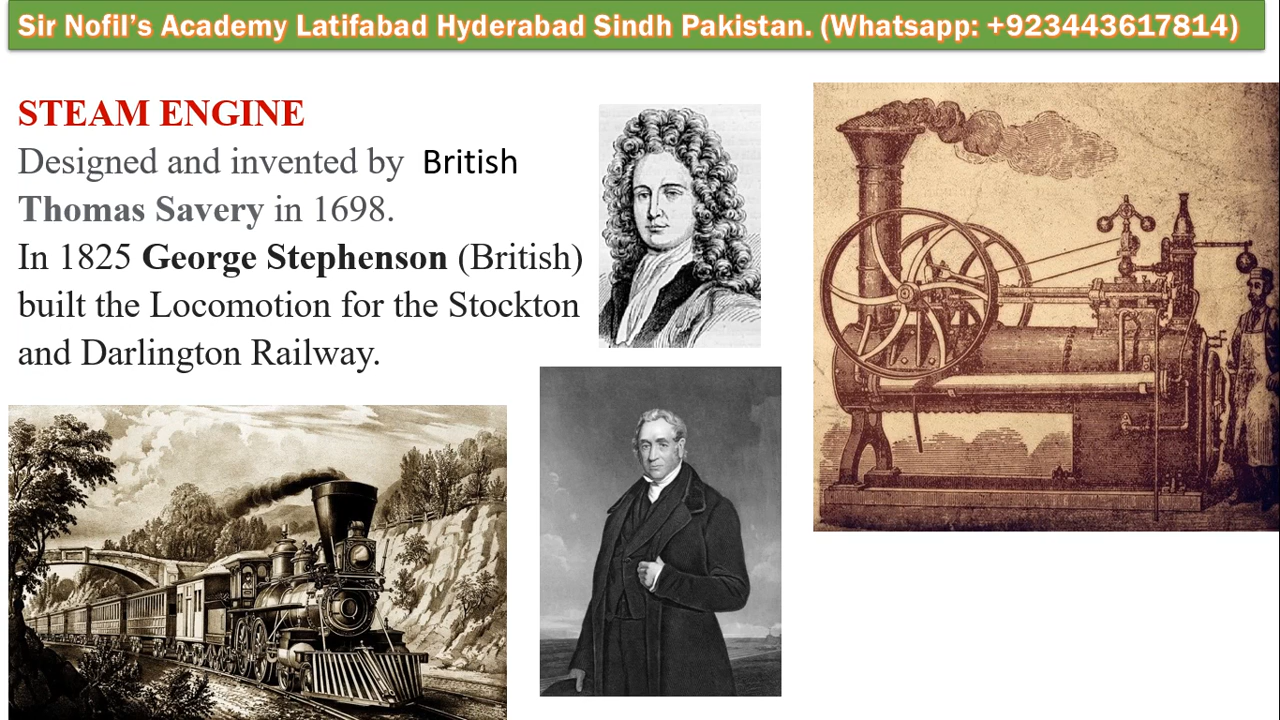 Sir Nofil’s Academy Latifabad Hyderabad Sindh Pakistan. (Whatsapp: +923443617814)
STEAM ENGINE
Designed and invented by British
Thomas Savery in 1698.
In 1825 George Stephenson (British)
built the Locomotion for the Stockton
and Darlington Railway.